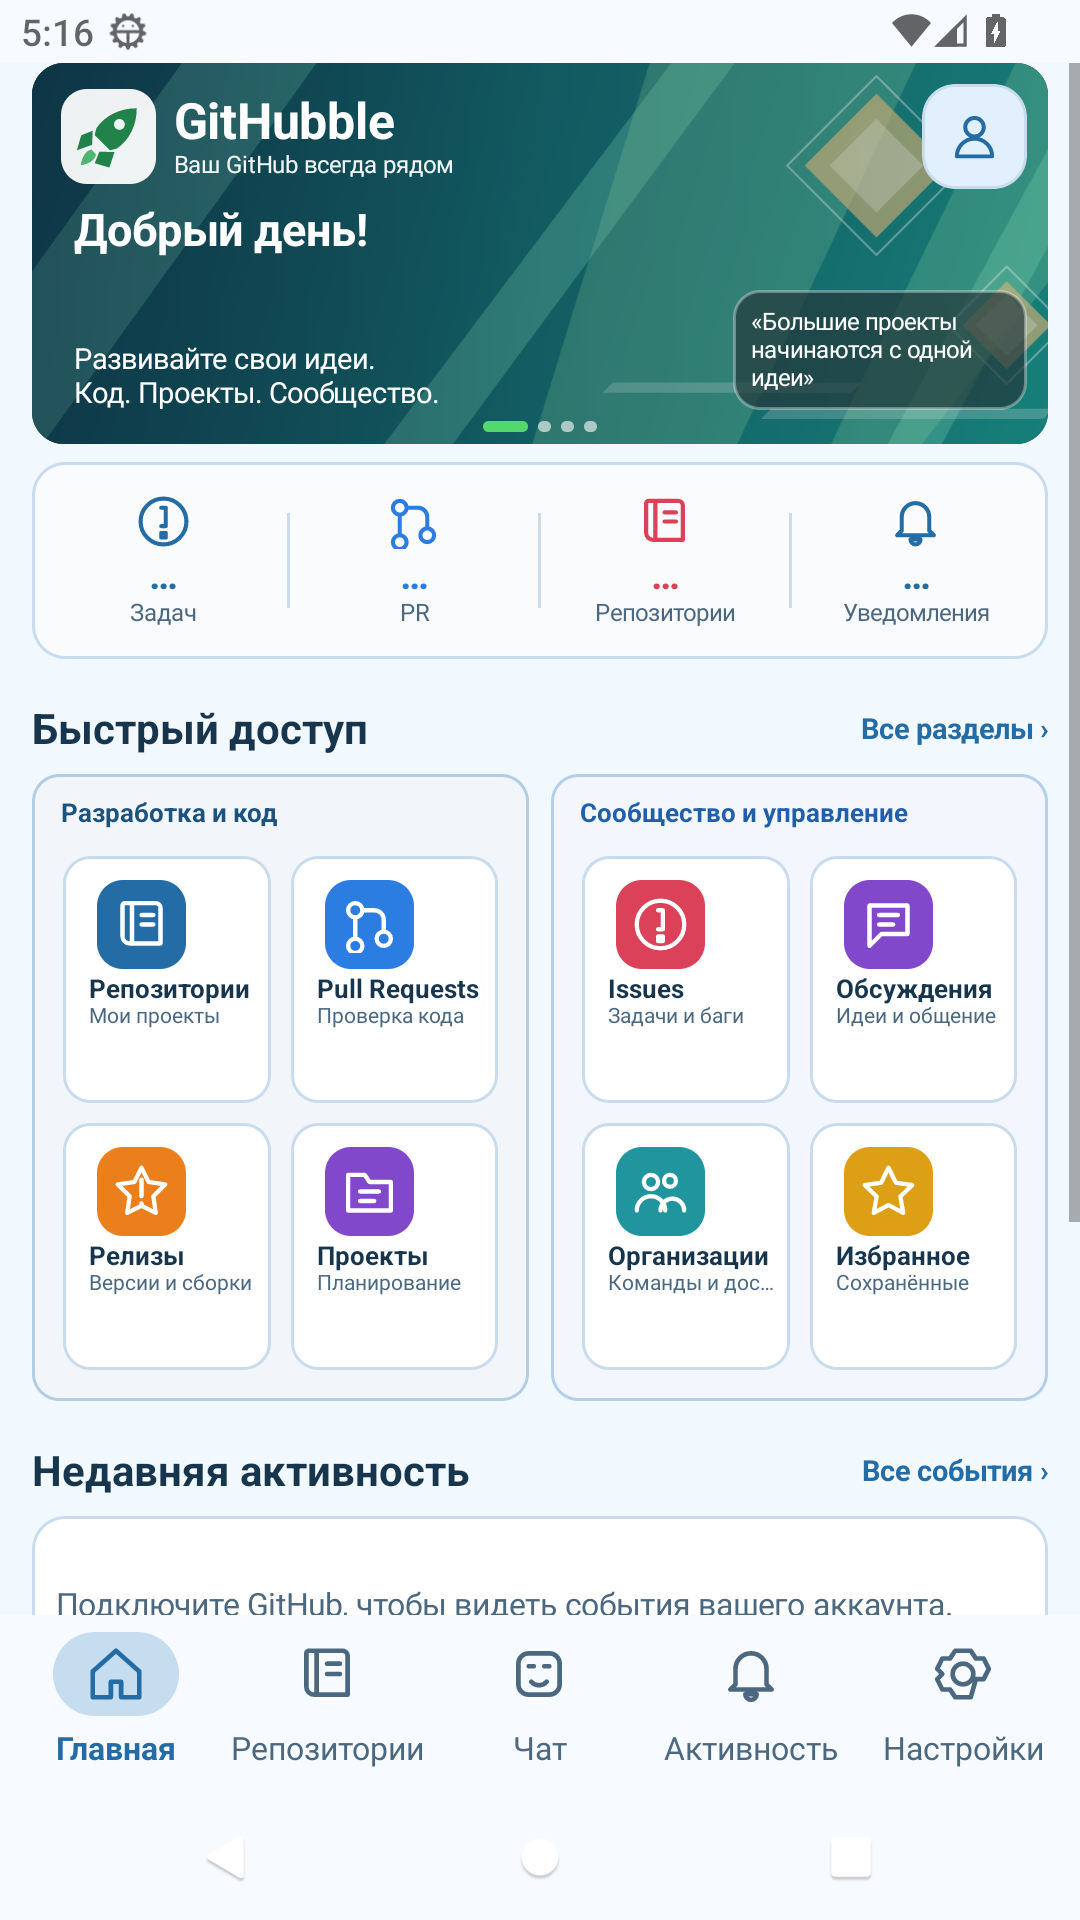 5:16
GitHubble
Ваш GitHub всегда рядом
Добрый день!
Развивайте свои идеи.
Код. Проекты. Сообщество.
«Большие проекты
начинаются с одной
идеи»
... ... ... ...
Задач PR Репозитории Уведомления
Быстрый доступ Все разделы ›
Разработка и код
Репозитории Pull Requests
Мои проекты Проверка кода
Релизы Проекты
Версии и сборки Планирование
Сообщество и управление
Issues Обсуждения
Задачи и баги Идеи и общение
Организации Избранное
Команды и дос... Сохранённые
Недавняя активность Все события ›
Подключите GitHub, чтобы видеть события вашего аккаунта.
Главная Репозитории Чат Активность Настройки